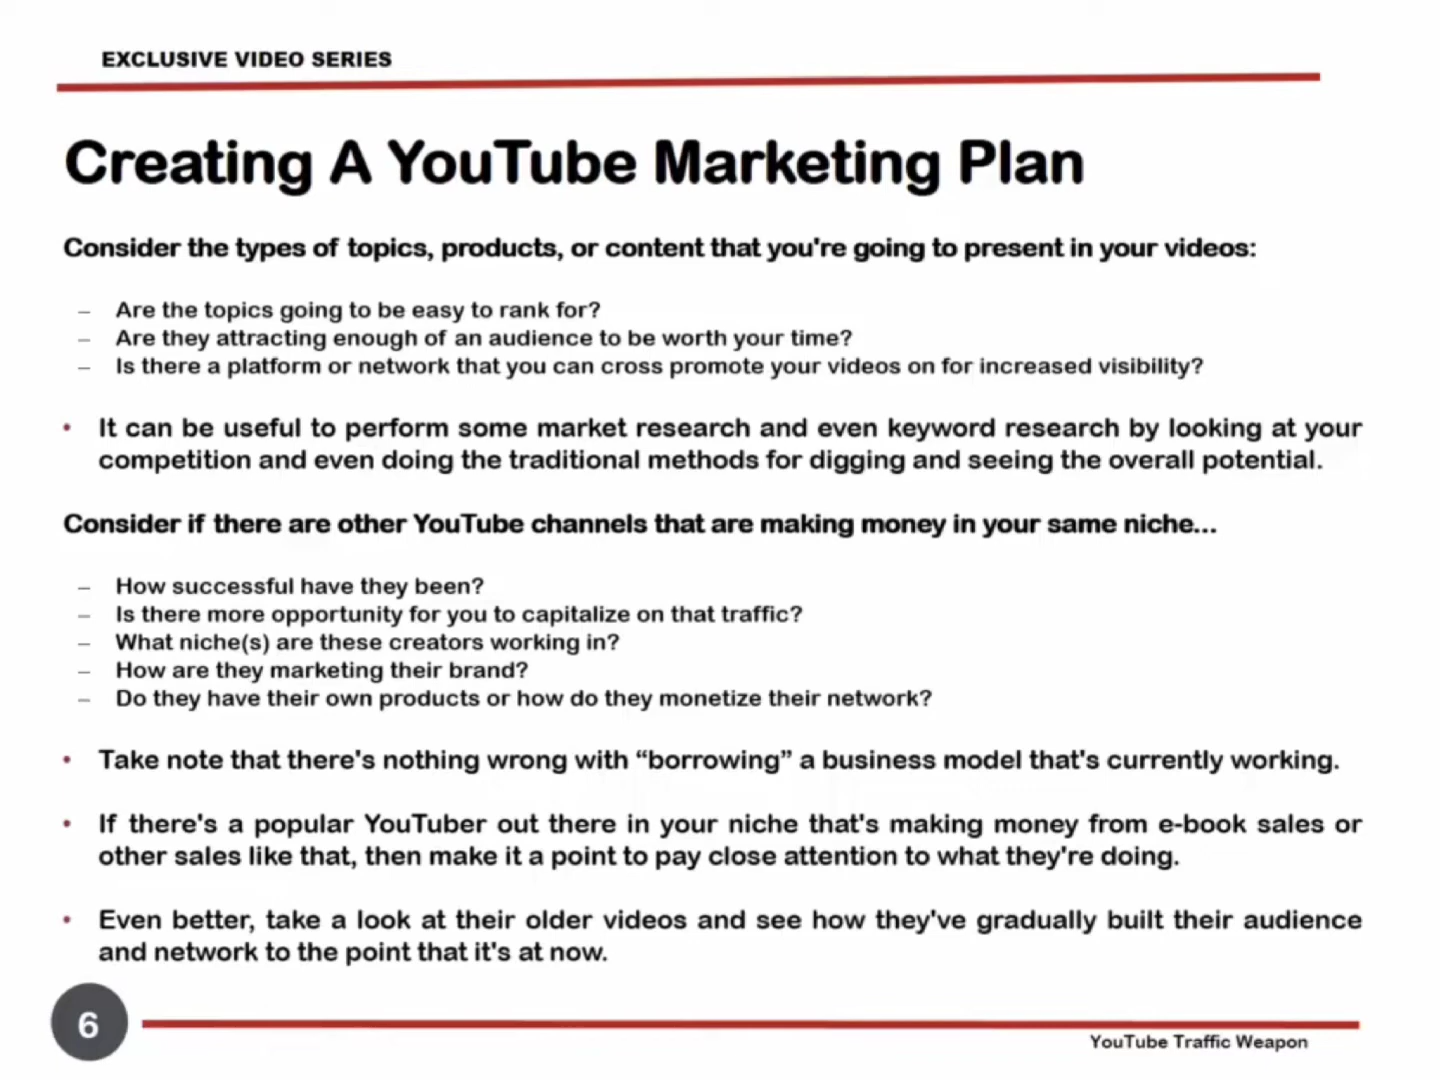 EXCLUSIVE VIDEO SERIES
Creating A YouTube Marketing Plan
Consider the types of topics, products, or content that you're going to present in your videos:
– Are the topics going to be easy to rank for?
– Are they attracting enough of an audience to be worth your time?
– Is there a platform or network that you can cross promote your videos on for increased visibility?
• It can be useful to perform some market research and even keyword research by looking at your
competition and even doing the traditional methods for digging and seeing the overall potential.
Consider if there are other YouTube channels that are making money in your same niche...
– How successful have they been?
– Is there more opportunity for you to capitalize on that traffic?
– What niche(s) are these creators working in?
– How are they marketing their brand?
– Do they have their own products or how do they monetize their network?
• Take note that there's nothing wrong with “borrowing” a business model that's currently working.
• If there's a popular YouTuber out there in your niche that's making money from e-book sales or
other sales like that, then make it a point to pay close attention to what they're doing.
• Even better, take a look at their older videos and see how they've gradually built their audience
and network to the point that it's at now.
6
YouTube Traffic Weapon